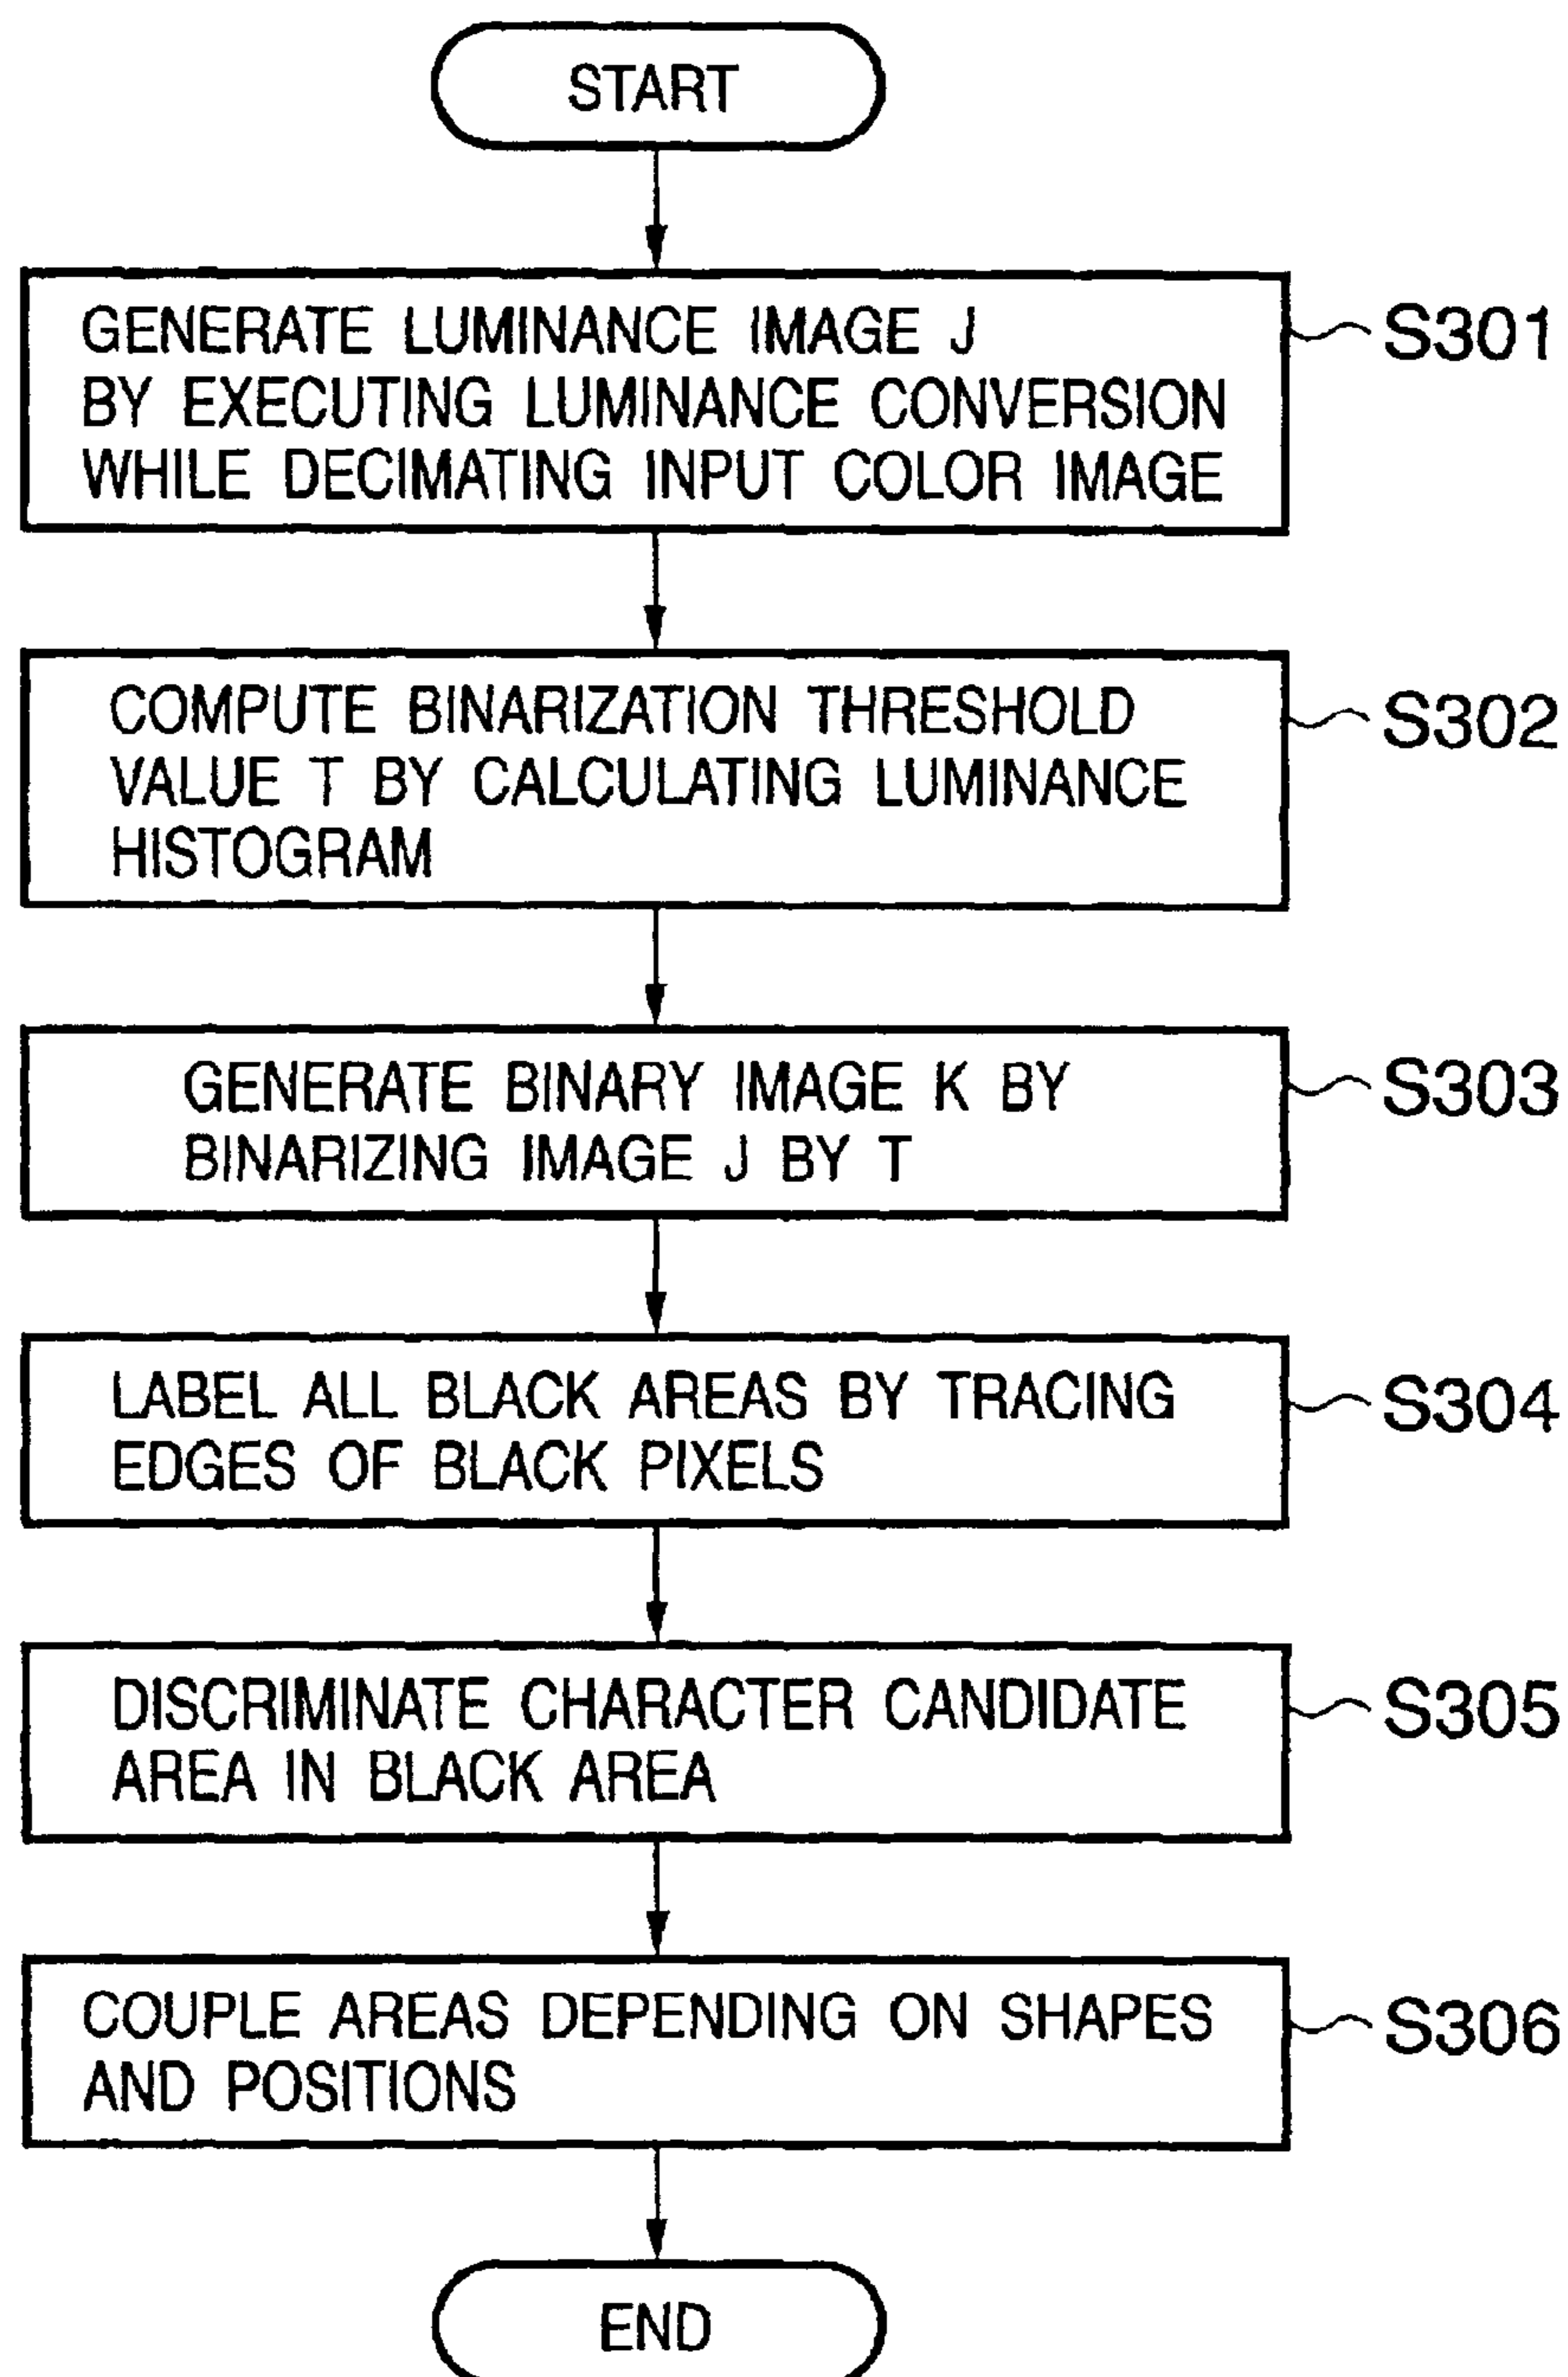 START
GENERATE LUMINANCE IMAGE J
BY EXECUTING LUMINANCE CONVERSION
WHILE DECIMATING INPUT COLOR IMAGE
S301
COMPUTE BINARIZATION THRESHOLD
VALUE T BY CALCULATING LUMINANCE
HISTOGRAM
S302
GENERATE BINARY IMAGE K BY
BINARIZING IMAGE J BY T
S303
LABEL ALL BLACK AREAS BY TRACING
EDGES OF BLACK PIXELS
S304
DISCRIMINATE CHARACTER CANDIDATE
AREA IN BLACK AREA
S305
COUPLE AREAS DEPENDING ON SHAPES
AND POSITIONS
S306
END